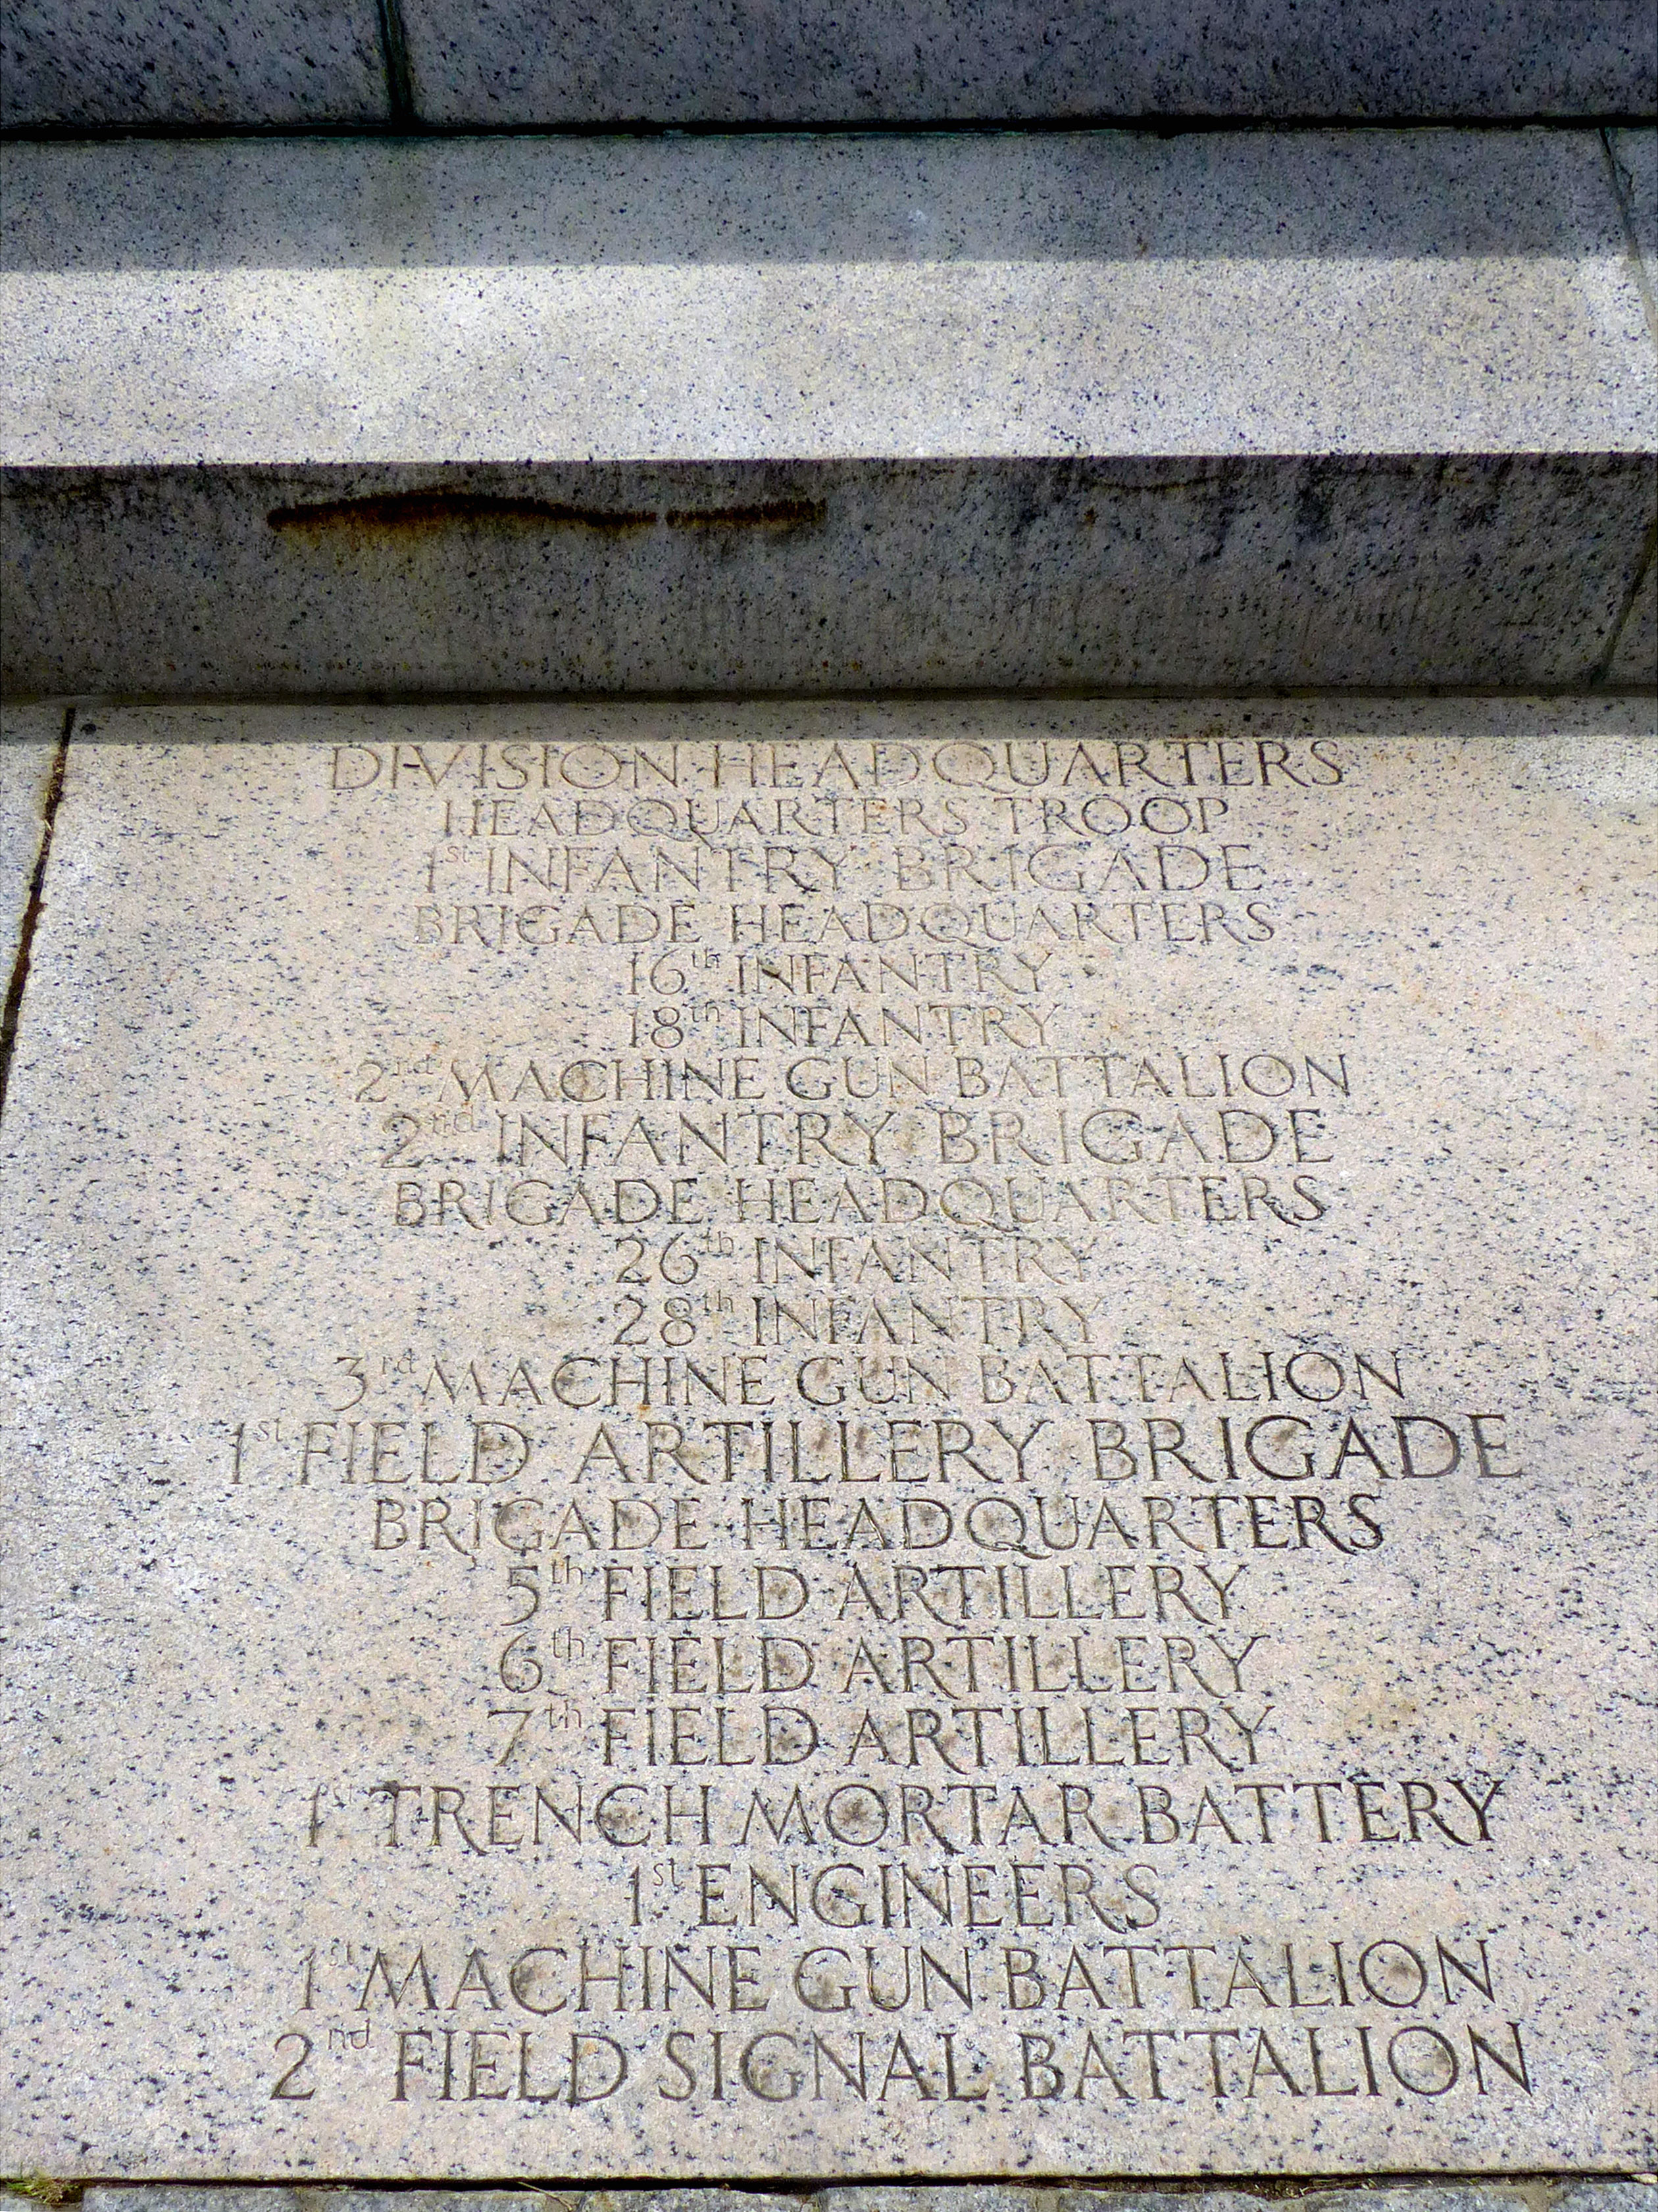 DIVISION HEADQUARTERS
HEADQUARTERS TROOP
1st INFANTRY BRIGADE
BRIGADE HEADQUARTERS
16th INFANTRY
18th INFANTRY
2nd MACHINE GUN BATTALION
2nd INFANTRY BRIGADE
BRIGADE HEADQUARTERS
26th INFANTRY
28th INFANTRY
3rd MACHINE GUN BATTALION
1st FIELD ARTILLERY BRIGADE
BRIGADE HEADQUARTERS
5th FIELD ARTILLERY
6th FIELD ARTILLERY
7th FIELD ARTILLERY
1st TRENCH MORTAR BATTERY
1st ENGINEERS
1st MACHINE GUN BATTALION
2nd FIELD SIGNAL BATTALION